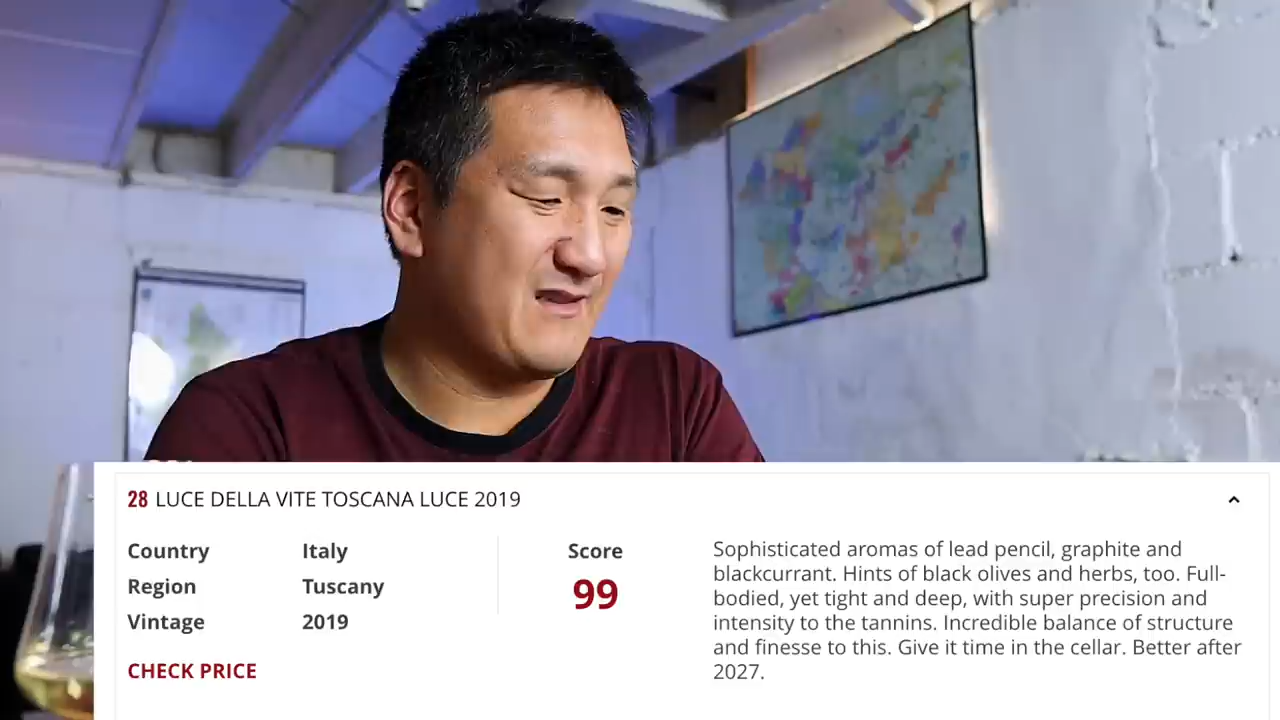 28 LUCE DELLA VITE TOSCANA LUCE 2019
Country Italy
Region Tuscany
Vintage 2019
CHECK PRICE
Score
99
Sophisticated aromas of lead pencil, graphite and
blackcurrant. Hints of black olives and herbs, too. Full-
bodied, yet tight and deep, with super precision and
intensity to the tannins. Incredible balance of structure
and finesse to this. Give it time in the cellar. Better after
2027.